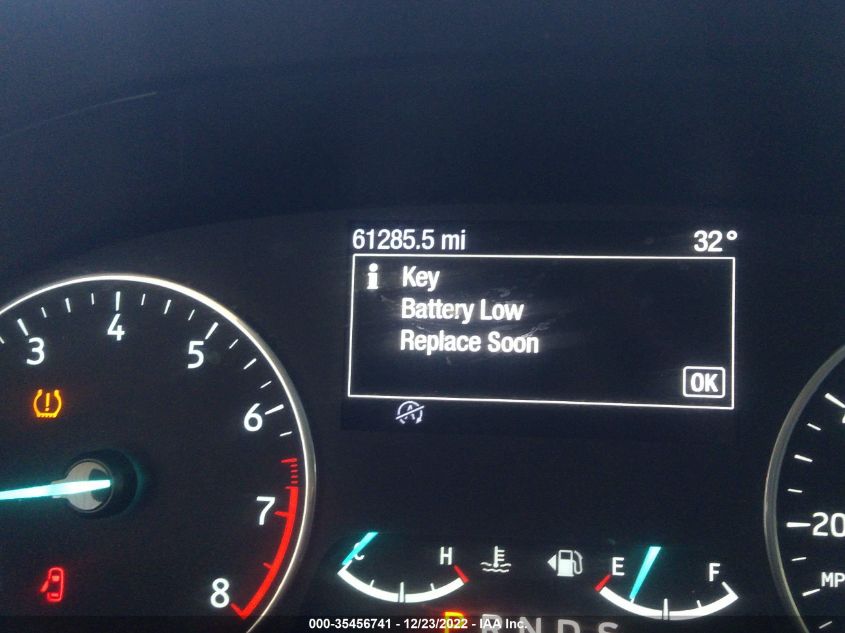 61285.5 mi 32°
i Key
Battery Low
Replace Soon
OK
3 4 5 6 7 8
A
C H
E F
20
MP
P R N D S
000-35456741 - 12/23/2022 - IAA Inc.